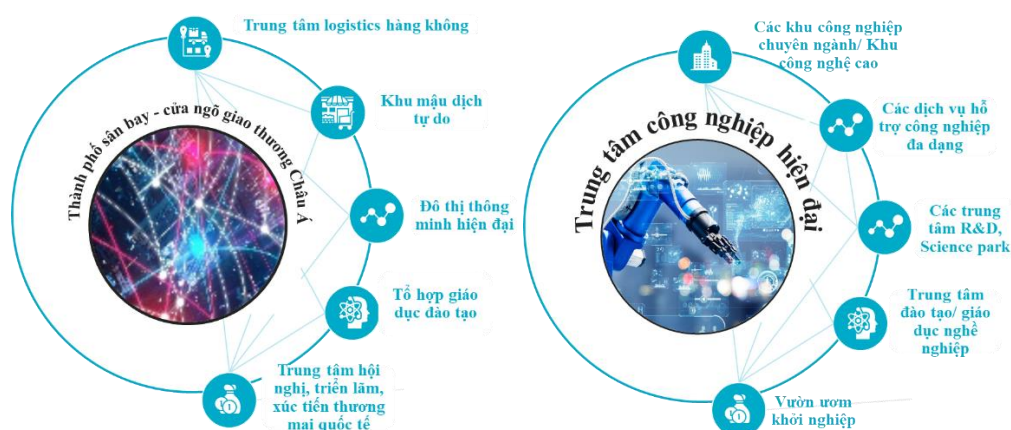 Trung tâm logistics hàng không
Khu mậu dịch
tự do
Thành phố sân bay - cửa ngõ giao thương Châu Á
Đô thị thông
minh hiện đại
Tổ hợp giáo
dục đào tạo
Trung tâm hội
nghị, triển lãm,
xúc tiến thương
mại quốc tế
Các khu công nghiệp
chuyên ngành/ Khu
công nghệ cao
Các dịch vụ hỗ
trợ công nghiệp
đa dạng
Trung tâm công nghiệp hiện đại
Các trung
tâm R&D,
Science park
Trung tâm
đào tạo/ giáo
dục nghề
nghiệp
Vườn ươm
khởi nghiệp